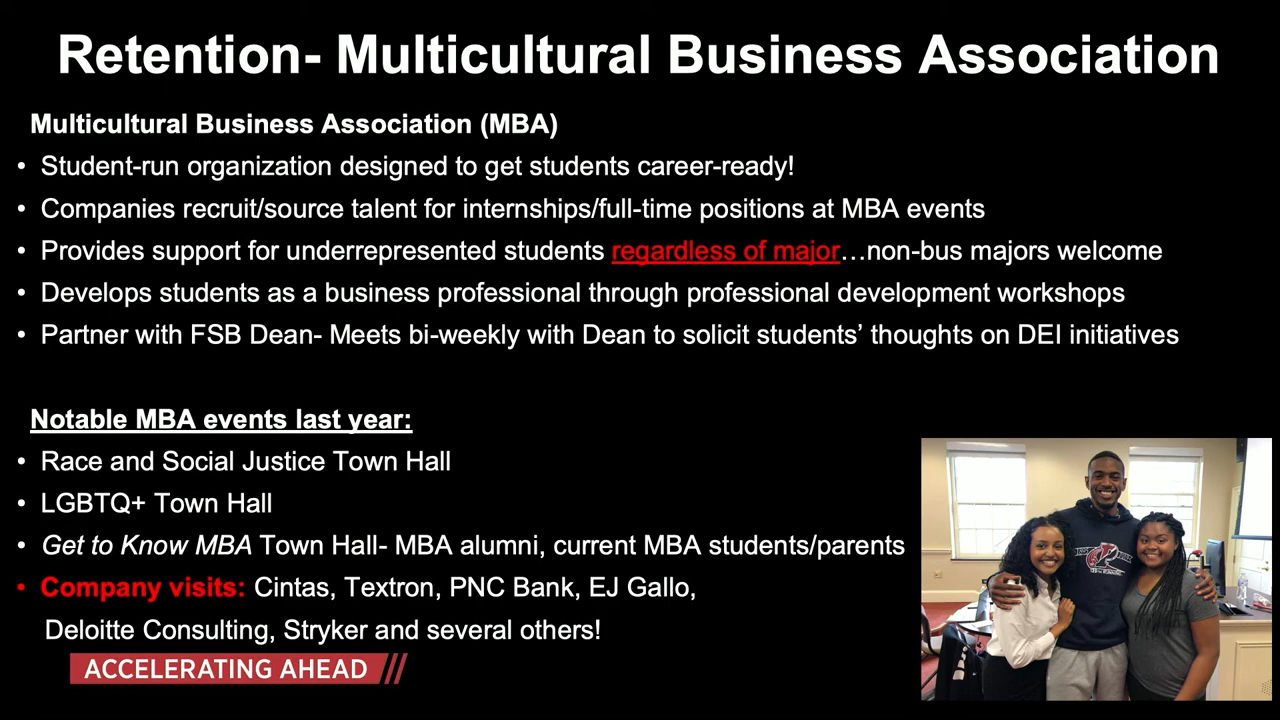 Retention- Multicultural Business Association
Multicultural Business Association (MBA)
• Student-run organization designed to get students career-ready!
• Companies recruit/source talent for internships/full-time positions at MBA events
• Provides support for underrepresented students regardless of major…non-bus majors welcome
• Develops students as a business professional through professional development workshops
• Partner with FSB Dean- Meets bi-weekly with Dean to solicit students’ thoughts on DEI initiatives
Notable MBA events last year:
• Race and Social Justice Town Hall
• LGBTQ+ Town Hall
• Get to Know MBA Town Hall- MBA alumni, current MBA students/parents
• Company visits: Cintas, Textron, PNC Bank, EJ Gallo,
Deloitte Consulting, Stryker and several others!
ACCELERATING AHEAD